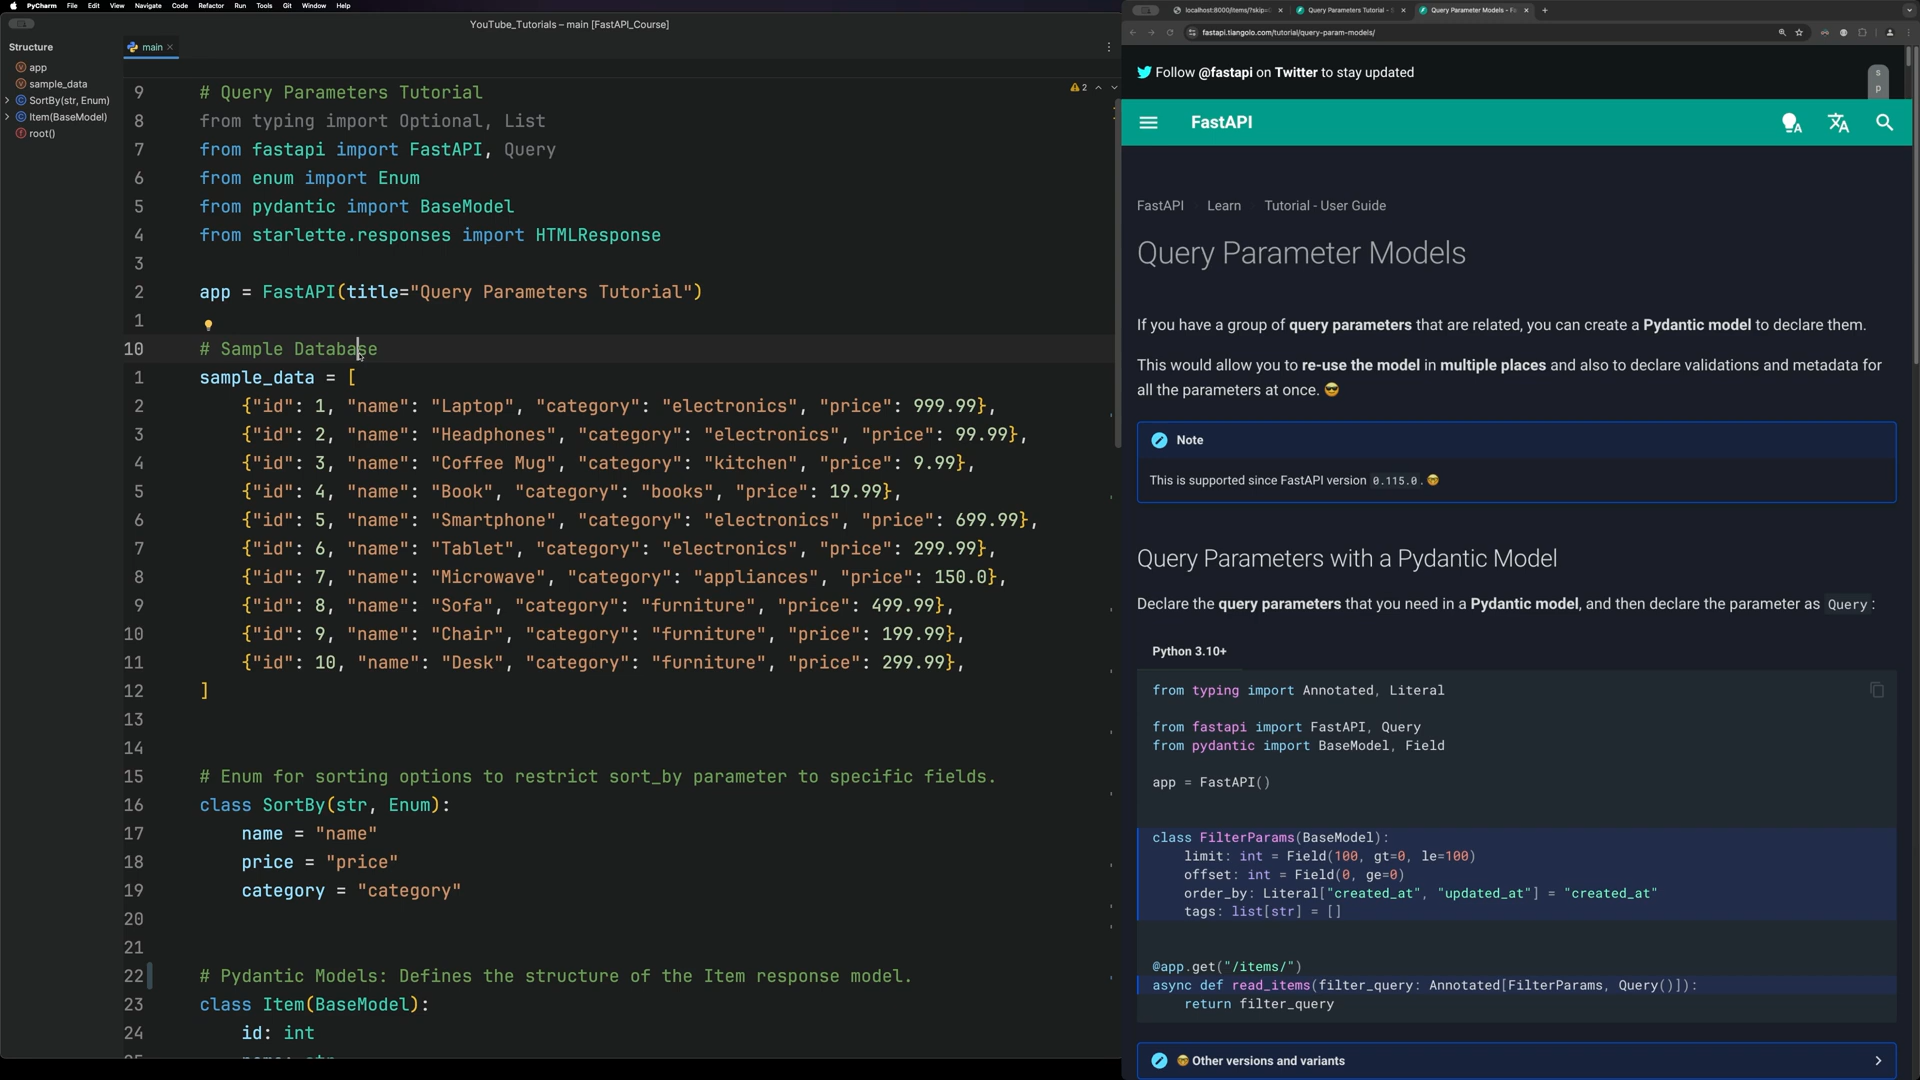 PyCharm File Edit View Navigate Code Refactor Run Tools Git Window Help
YouTube_Tutorials – main [FastAPI_Course]
Structure
app
sample_data
SortBy(str, Enum)
Item(BaseModel)
root()
main
2
9 # Query Parameters Tutorial
8 from typing import Optional, List
7 from fastapi import FastAPI, Query
6 from enum import Enum
5 from pydantic import BaseModel
4 from starlette.responses import HTMLResponse
3
2 app = FastAPI(title="Query Parameters Tutorial")
1
10 # Sample Database
1 sample_data = [
2 {"id": 1, "name": "Laptop", "category": "electronics", "price": 999.99},
3 {"id": 2, "name": "Headphones", "category": "electronics", "price": 99.99},
4 {"id": 3, "name": "Coffee Mug", "category": "kitchen", "price": 9.99},
5 {"id": 4, "name": "Book", "category": "books", "price": 19.99},
6 {"id": 5, "name": "Smartphone", "category": "electronics", "price": 699.99},
7 {"id": 6, "name": "Tablet", "category": "electronics", "price": 299.99},
8 {"id": 7, "name": "Microwave", "category": "appliances", "price": 150.0},
9 {"id": 8, "name": "Sofa", "category": "furniture", "price": 499.99},
10 {"id": 9, "name": "Chair", "category": "furniture", "price": 199.99},
11 {"id": 10, "name": "Desk", "category": "furniture", "price": 299.99},
12 ]
13
14
15 # Enum for sorting options to restrict sort_by parameter to specific fields.
16 class SortBy(str, Enum):
17 name = "name"
18 price = "price"
19 category = "category"
20
21
22 # Pydantic Models: Defines the structure of the Item response model.
23 class Item(BaseModel):
24 id: int
localhost:8000/items/?skip=
Query Parameters Tutorial - S
Query Parameter Models - F
fastapi.tiangolo.com/tutorial/query-param-models/
Follow @fastapi on Twitter to stay updated
s
p
FastAPI
FastAPI Learn Tutorial - User Guide
Query Parameter Models
If you have a group of query parameters that are related, you can create a Pydantic model to declare them.
This would allow you to re-use the model in multiple places and also to declare validations and metadata for
all the parameters at once. 😎
Note
This is supported since FastAPI version 0.115.0. 🤓
Query Parameters with a Pydantic Model
Declare the query parameters that you need in a Pydantic model, and then declare the parameter as Query:
Python 3.10+
from typing import Annotated, Literal
from fastapi import FastAPI, Query
from pydantic import BaseModel, Field
app = FastAPI()
class FilterParams(BaseModel):
limit: int = Field(100, gt=0, le=100)
offset: int = Field(0, ge=0)
order_by: Literal["created_at", "updated_at"] = "created_at"
tags: list[str] = []
@app.get("/items/")
async def read_items(filter_query: Annotated[FilterParams, Query()]):
return filter_query
🤓 Other versions and variants